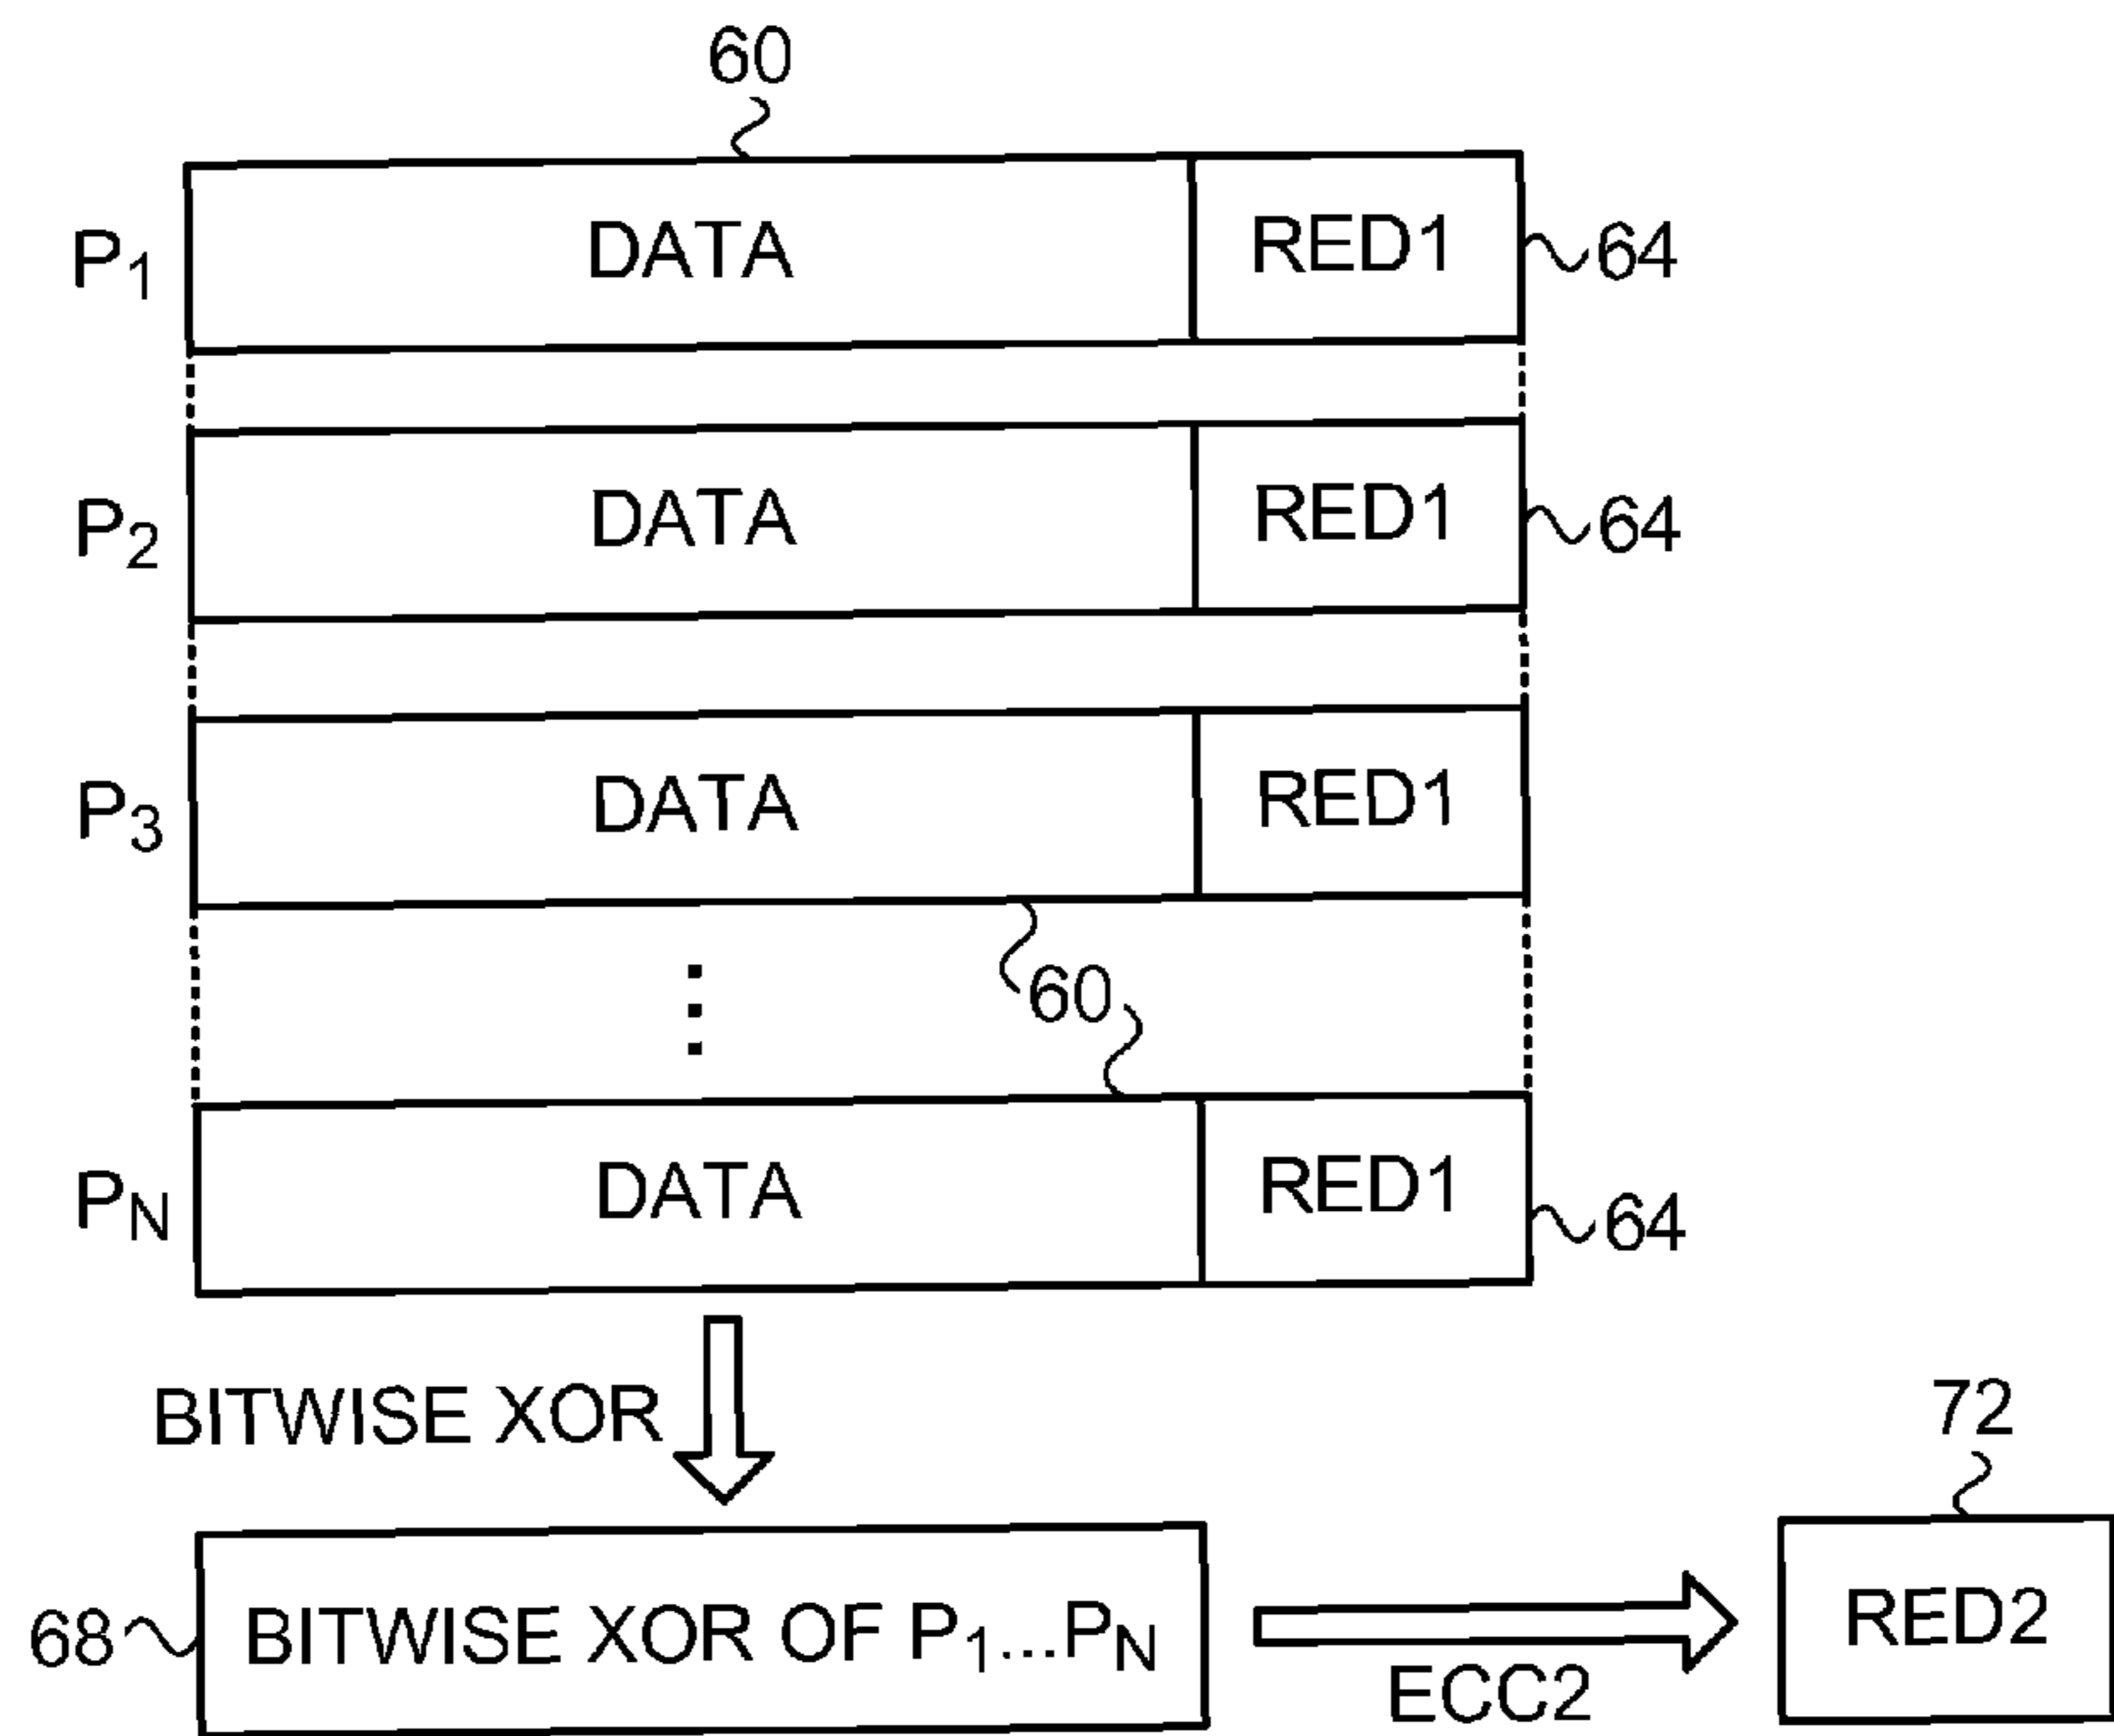 60
P1 DATA RED1 64
P2 DATA RED1 64
P3 DATA RED1
60
PN DATA RED1 64
BITWISE XOR
72
68 BITWISE XOR OF P1...PN RED2
ECC2